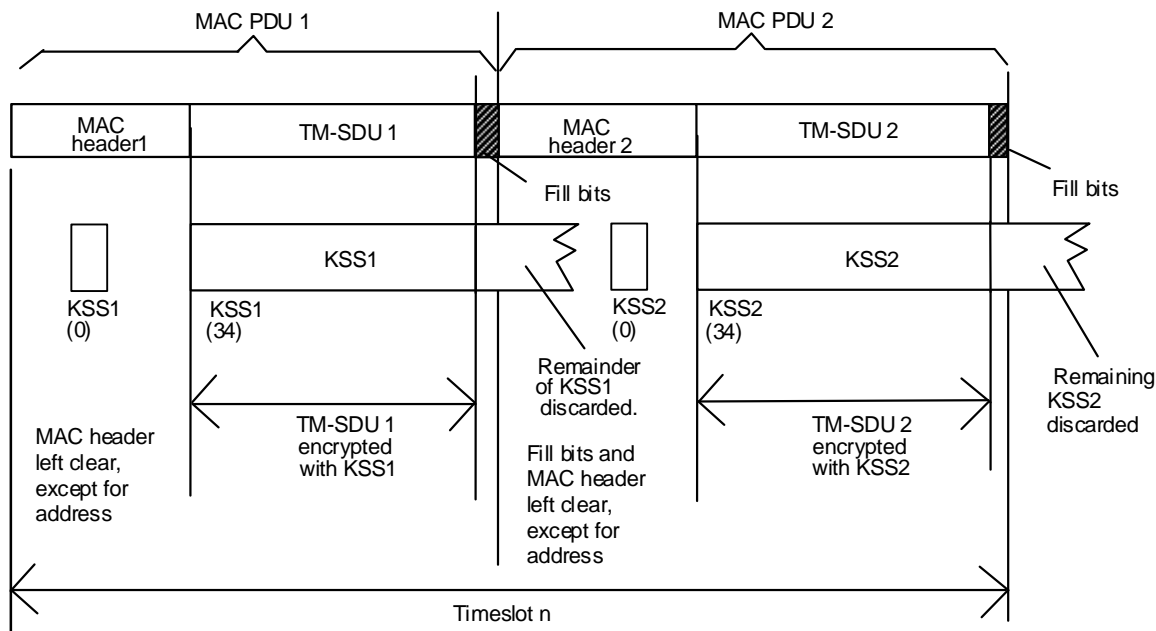 MAC PDU 1
MAC PDU 2
MAC
header1
TM-SDU 1
MAC
header 2
TM-SDU 2
Fill bits
Fill bits
KSS1
KSS2
KSS1
(0)
KSS1
(34)
KSS2
(0)
KSS2
(34)
Remainder
of KSS1
discarded.
Remaining
KSS2
discarded
MAC header
left clear,
except for
address
TM-SDU 1
encrypted
with KSS1
Fill bits and
MAC header
left clear,
except for
address
TM-SDU 2
encrypted
with KSS2
Timeslot n